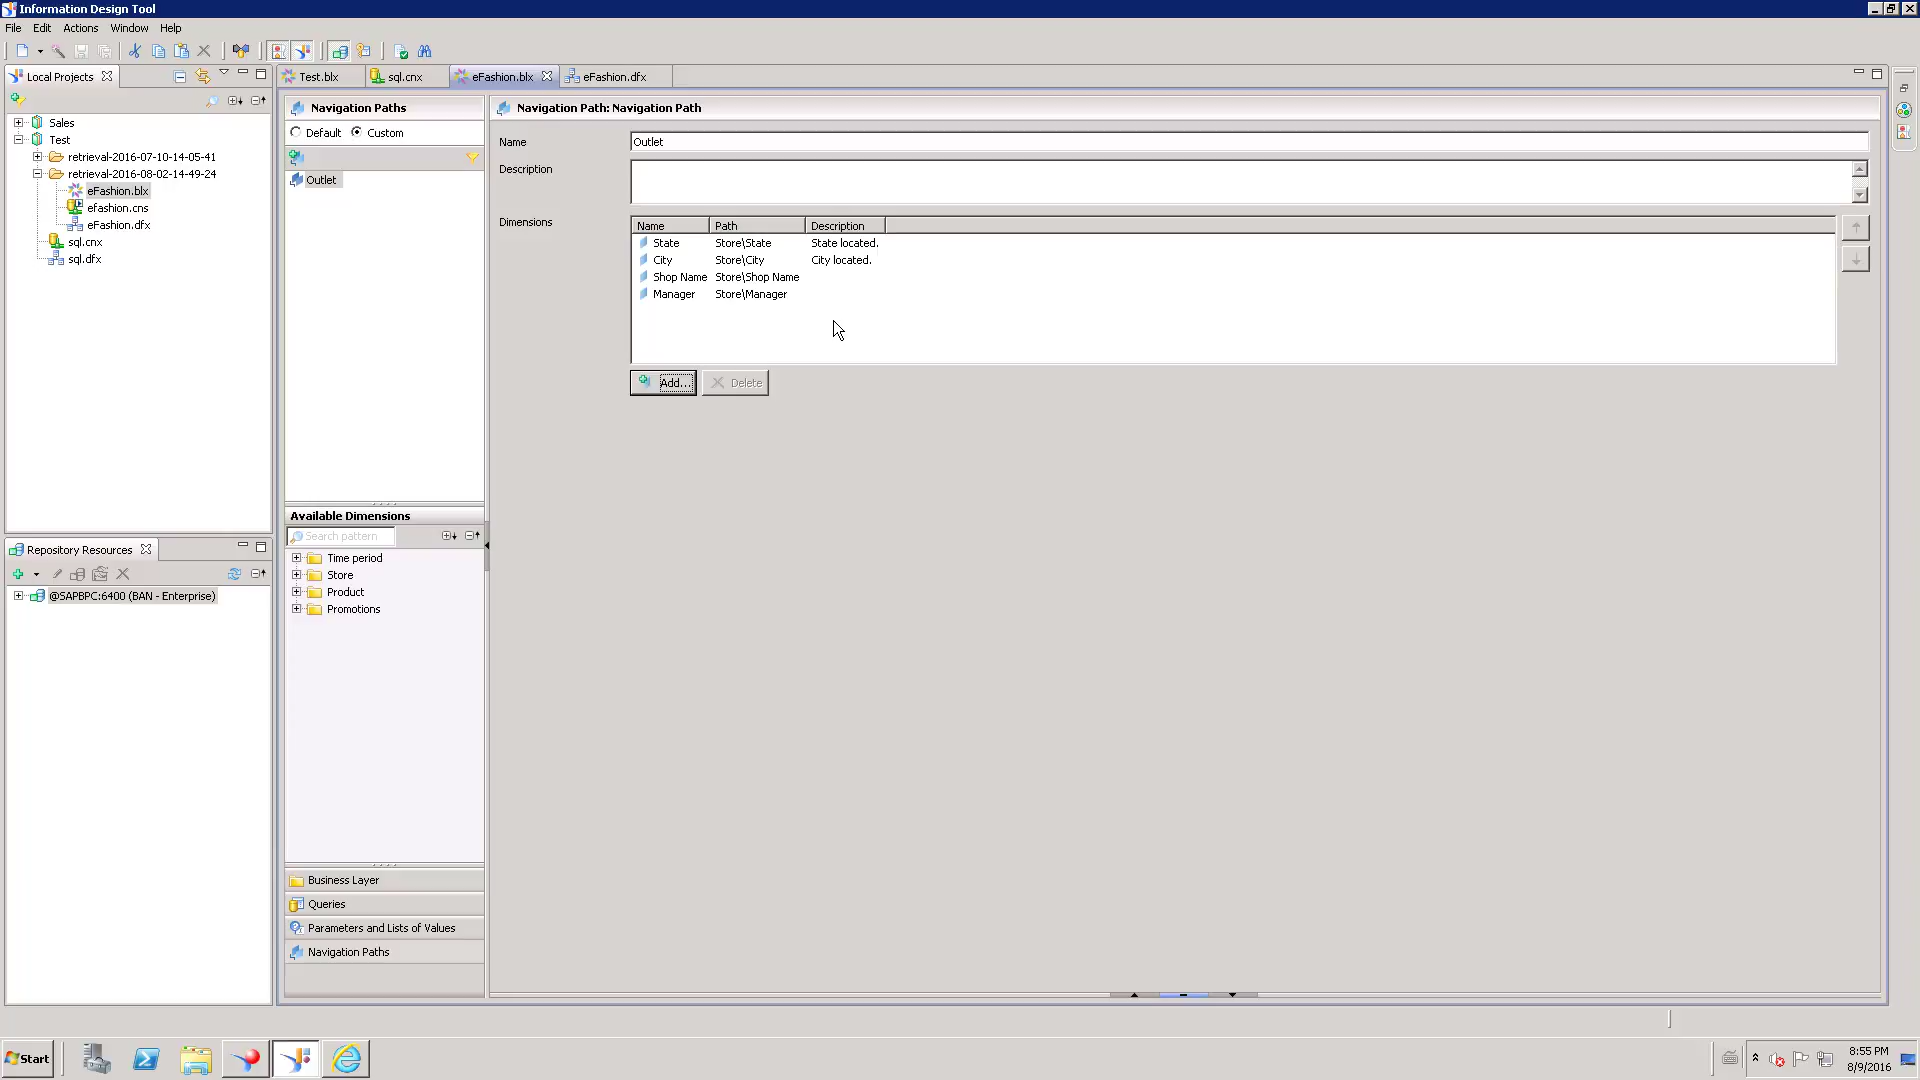 Information Design Tool
File Edit Actions Window Help
Local Projects
Sales
Test
retrieval-2016-07-10-14-05-41
retrieval-2016-08-02-14-49-24
eFashion.blx
efashion.cns
eFashion.dfx
sql.cnx
sql.dfx
Repository Resources
@SAPBPC:6400 (BAN - Enterprise)
Test.blx sql.cnx eFashion.blx eFashion.dfx
Navigation Paths
Default Custom
Outlet
Available Dimensions
Search pattern
Time period
Store
Product
Promotions
Business Layer
Queries
Parameters and Lists of Values
Navigation Paths
Navigation Path: Navigation Path
Name Outlet
Description
Dimensions
Name Path Description
State Store\State State located.
City Store\City City located.
Shop Name Store\Shop Name
Manager Store\Manager
Add... Delete
Start
8:55 PM
8/9/2016